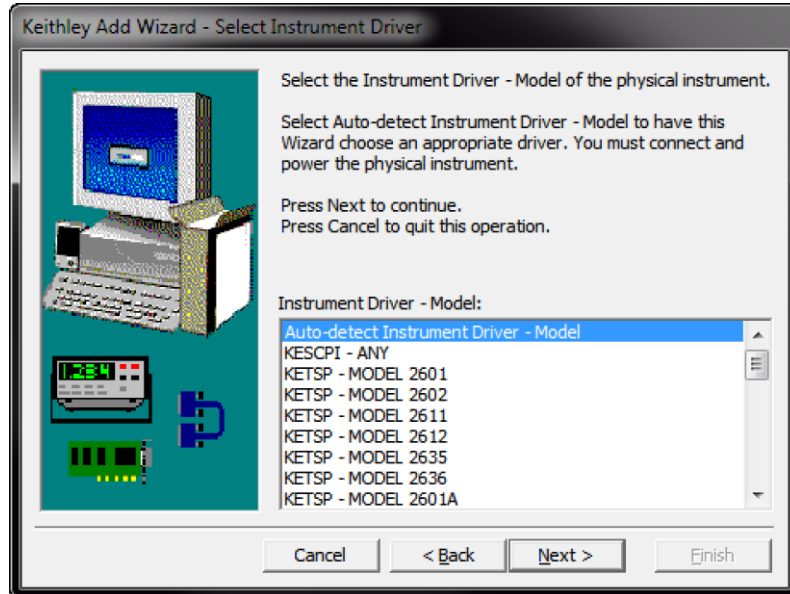 Keithley Add Wizard - Select Instrument Driver
Select the Instrument Driver - Model of the physical instrument.
Select Auto-detect Instrument Driver - Model to have this
Wizard choose an appropriate driver. You must connect and
power the physical instrument.
Press Next to continue.
Press Cancel to quit this operation.
Instrument Driver - Model:
Auto-detect Instrument Driver - Model
KESCPI - ANY
KETSP - MODEL 2601
KETSP - MODEL 2602
KETSP - MODEL 2611
KETSP - MODEL 2612
KETSP - MODEL 2635
KETSP - MODEL 2636
KETSP - MODEL 2601A
1.234
Cancel
< Back
Next >
Finish